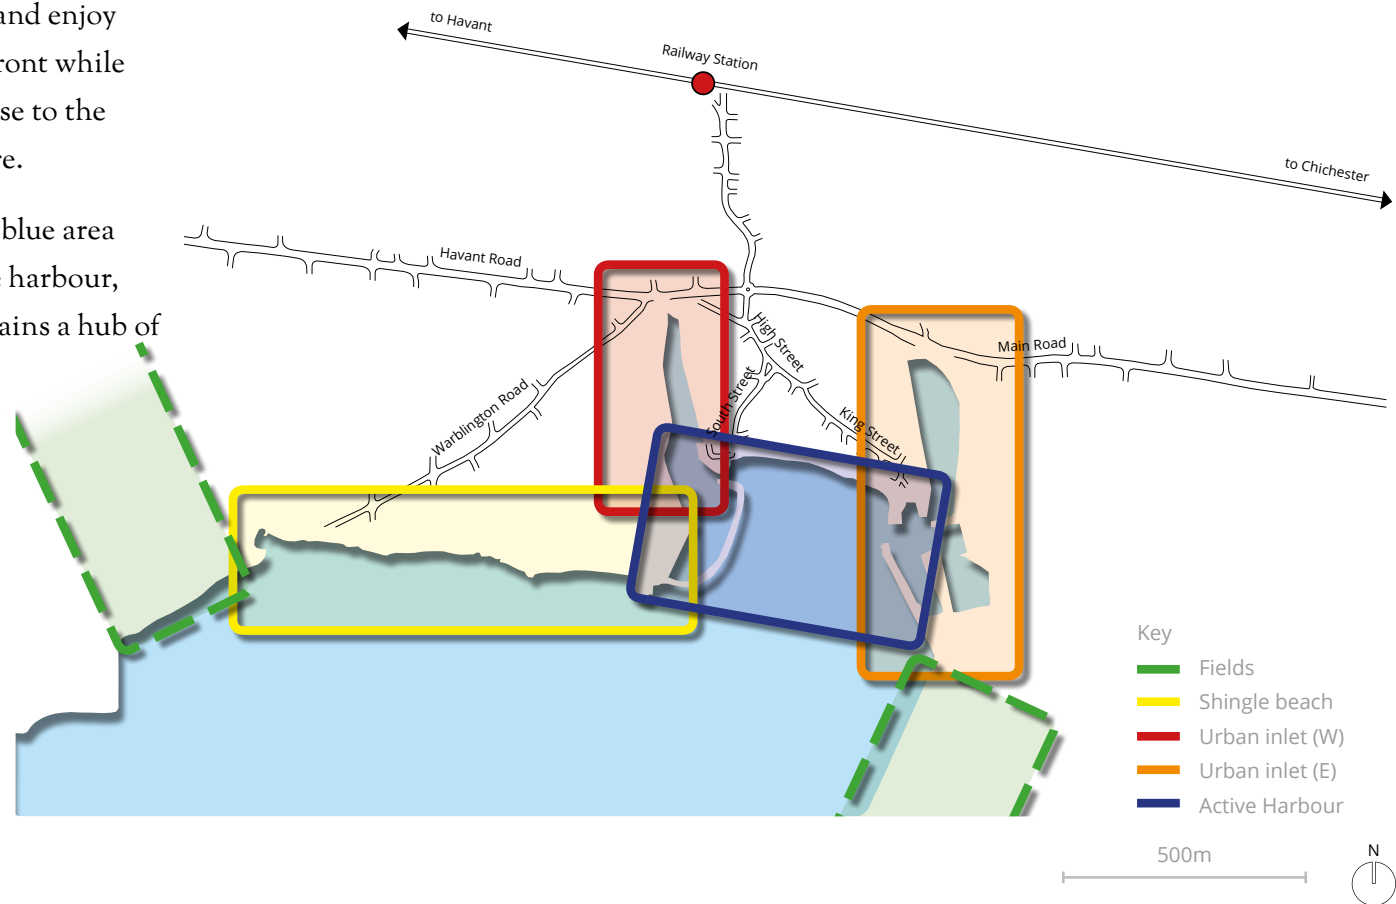 and enjoy
ront while
se to the
re.
blue area
harbour,
ains a hub of
to Havant
Railway Station
to Chichester
Havant Road
High Street
Main Road
South Street
King Street
Warblington Road
Key
Fields
Shingle beach
Urban inlet (W)
Urban inlet (E)
Active Harbour
500m
N